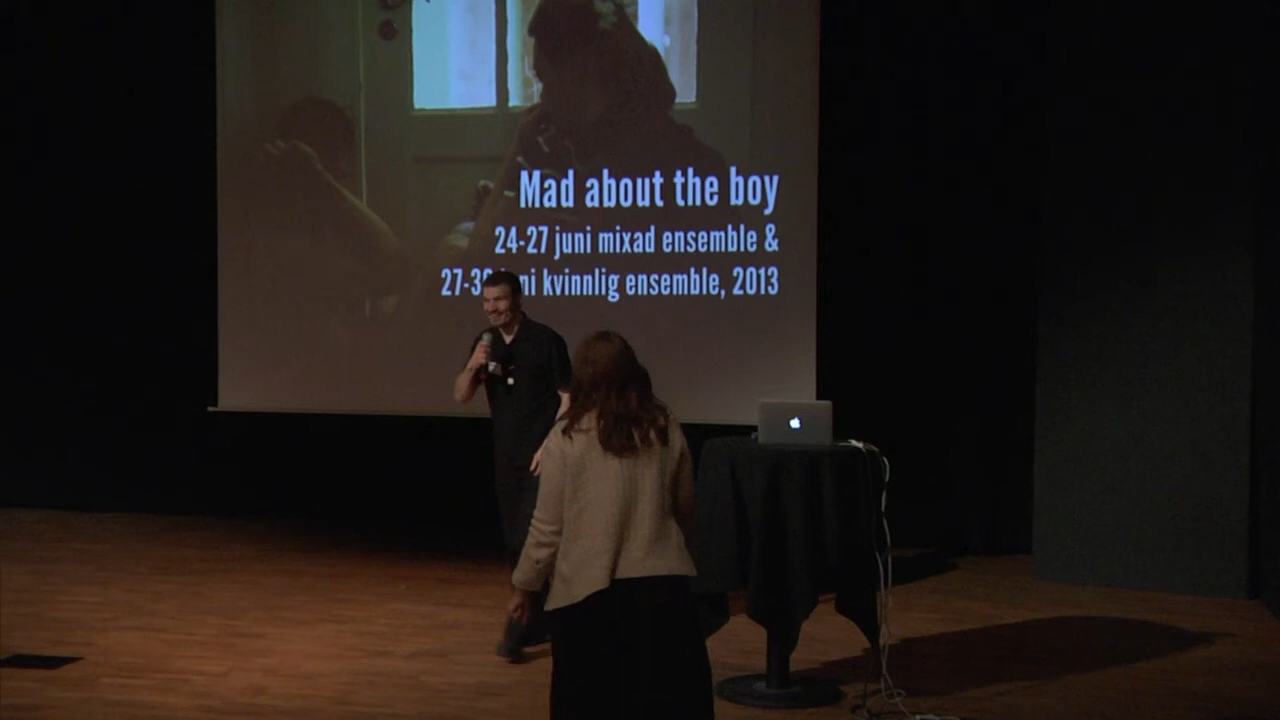 Mad about the boy
24-27 juni mixad ensemble &
kvinnlig ensemble, 2013